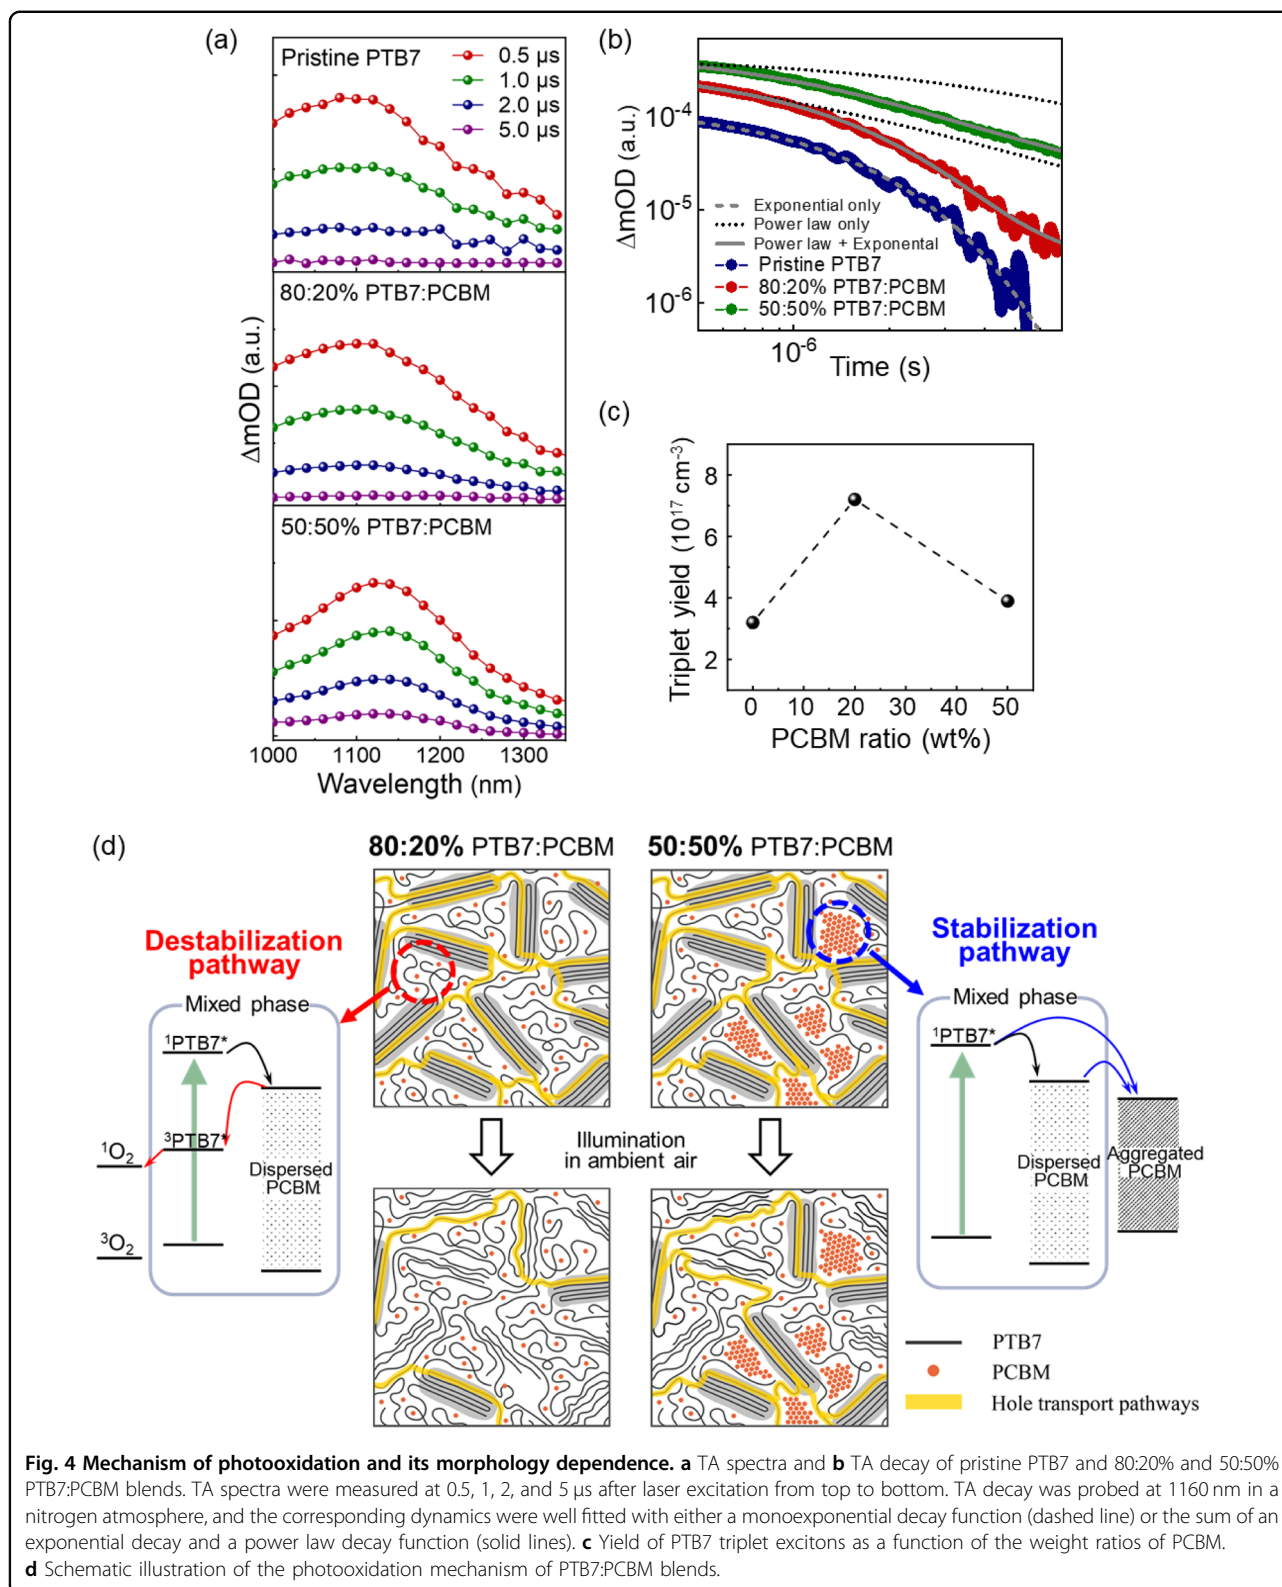 (a)
Pristine PTB7
0.5 µs
1.0 µs
2.0 µs
5.0 µs
80:20% PTB7:PCBM
50:50% PTB7:PCBM
ΔmOD (a.u.)
1000 1100 1200 1300
Wavelength (nm)
(b)
ΔmOD (a.u.)
10⁻⁴
10⁻⁵
10⁻⁶
Exponential only
Power law only
Power law + Exponental
Pristine PTB7
80:20% PTB7:PCBM
50:50% PTB7:PCBM
10⁻⁶
Time (s)
(c)
Triplet yield (10¹⁷ cm⁻³)
8
6
4
2
0 10 20 30 40 50
PCBM ratio (wt%)
(d)
80:20% PTB7:PCBM
50:50% PTB7:PCBM
Destabilization
pathway
Mixed phase
¹PTB7*
³PTB7*
¹O₂
³O₂
Dispersed
PCBM
Stabilization
pathway
Mixed phase
¹PTB7*
Dispersed
PCBM
Aggregated
PCBM
Illumination
in ambient air
PTB7
PCBM
Hole transport pathways
Fig. 4 Mechanism of photooxidation and its morphology dependence. a TA spectra and b TA decay of pristine PTB7 and 80:20% and 50:50%
PTB7:PCBM blends. TA spectra were measured at 0.5, 1, 2, and 5 µs after laser excitation from top to bottom. TA decay was probed at 1160 nm in a
nitrogen atmosphere, and the corresponding dynamics were well fitted with either a monoexponential decay function (dashed line) or the sum of an
exponential decay and a power law decay function (solid lines). c Yield of PTB7 triplet excitons as a function of the weight ratios of PCBM.
d Schematic illustration of the photooxidation mechanism of PTB7:PCBM blends.